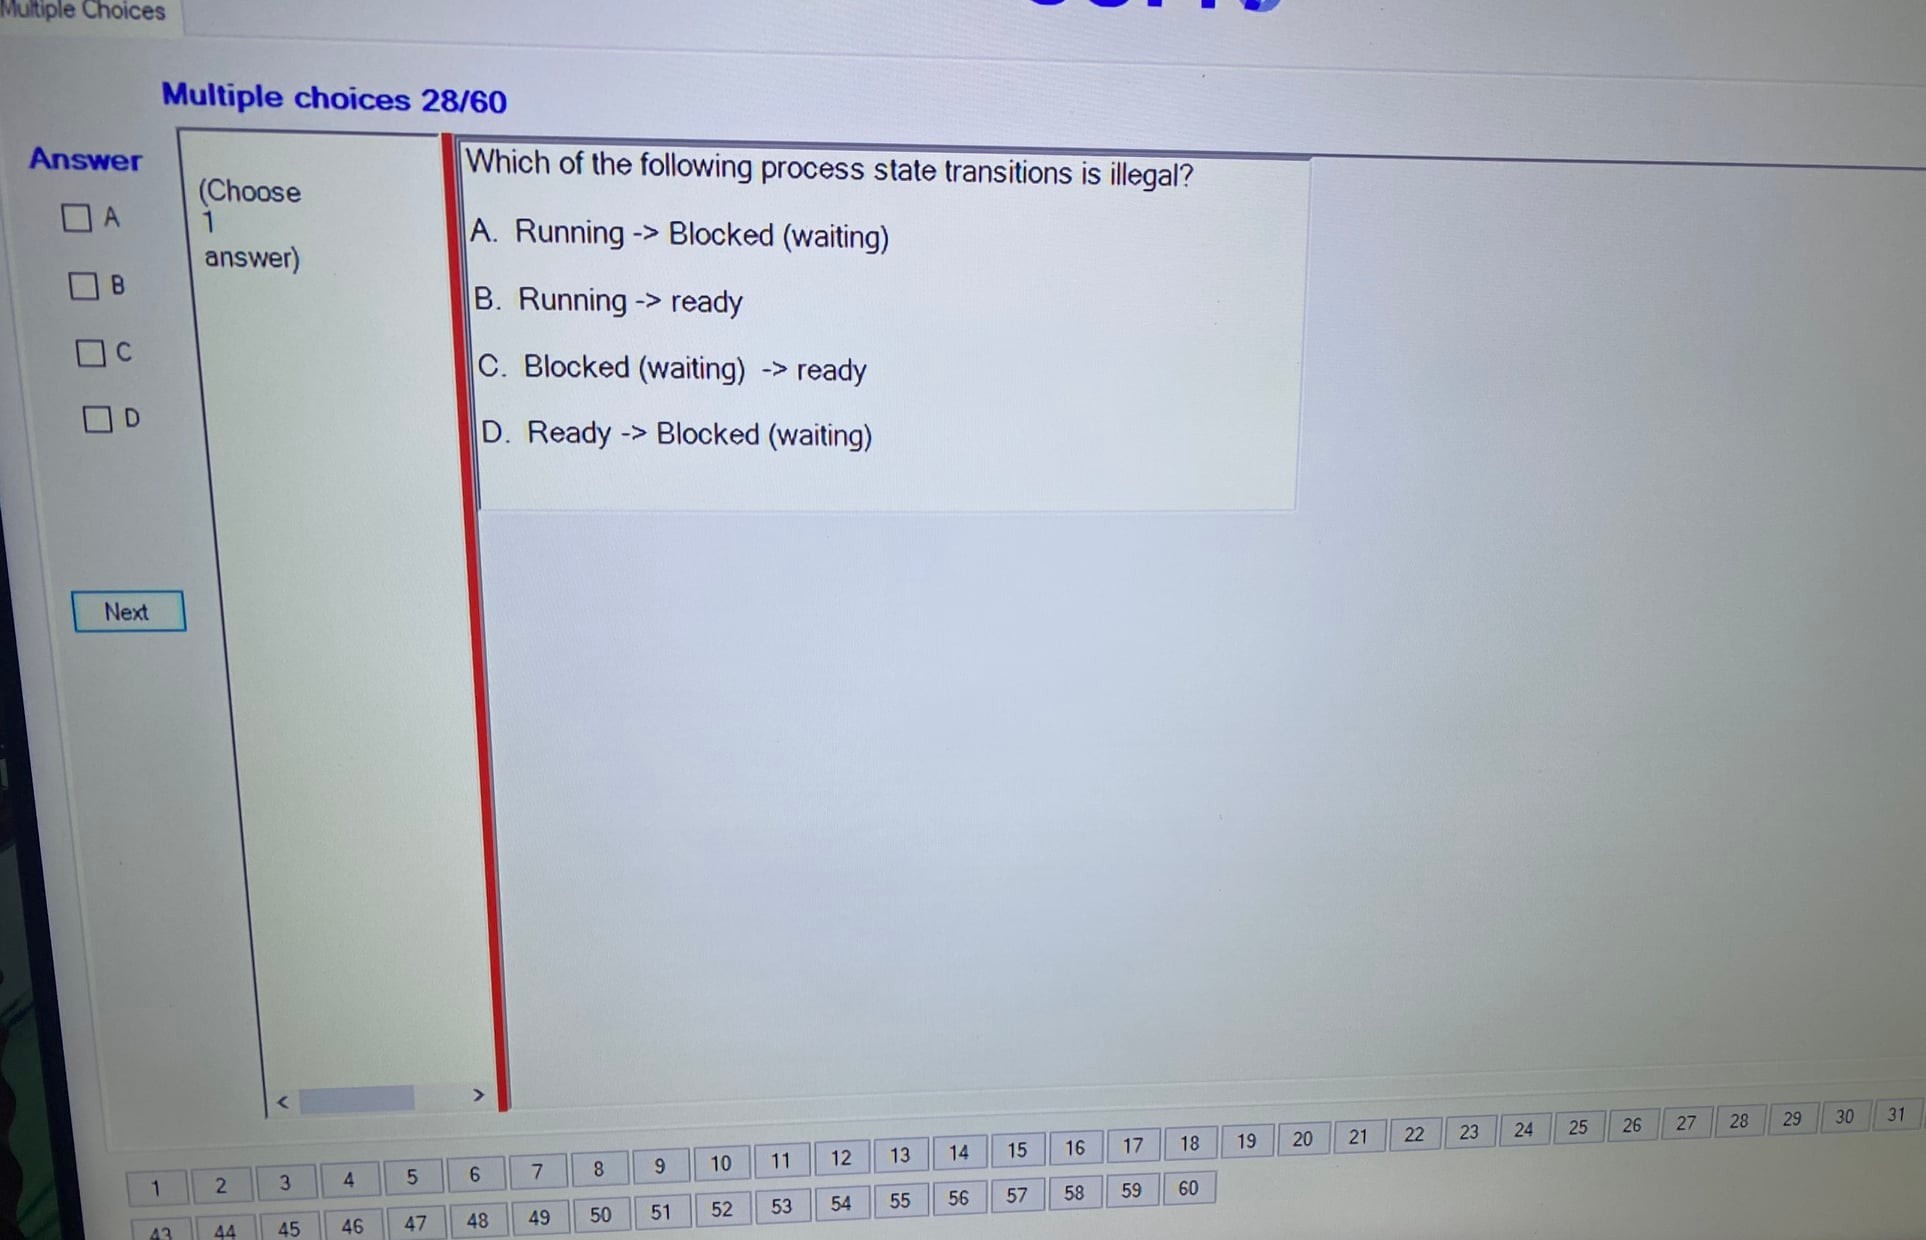 Multiple Choices
Multiple choices 28/60
Answer
A
B
C
D
(Choose
1
answer)
Which of the following process state transitions is illegal?
A. Running -> Blocked (waiting)
B. Running -> ready
C. Blocked (waiting) -> ready
D. Ready -> Blocked (waiting)
Next
< >
1 2 3 4 5 6 7 8 9 10 11 12 13 14 15 16 17 18 19 20 21 22 23 24 25 26 27 28 29 30 31
43 44 45 46 47 48 49 50 51 52 53 54 55 56 57 58 59 60